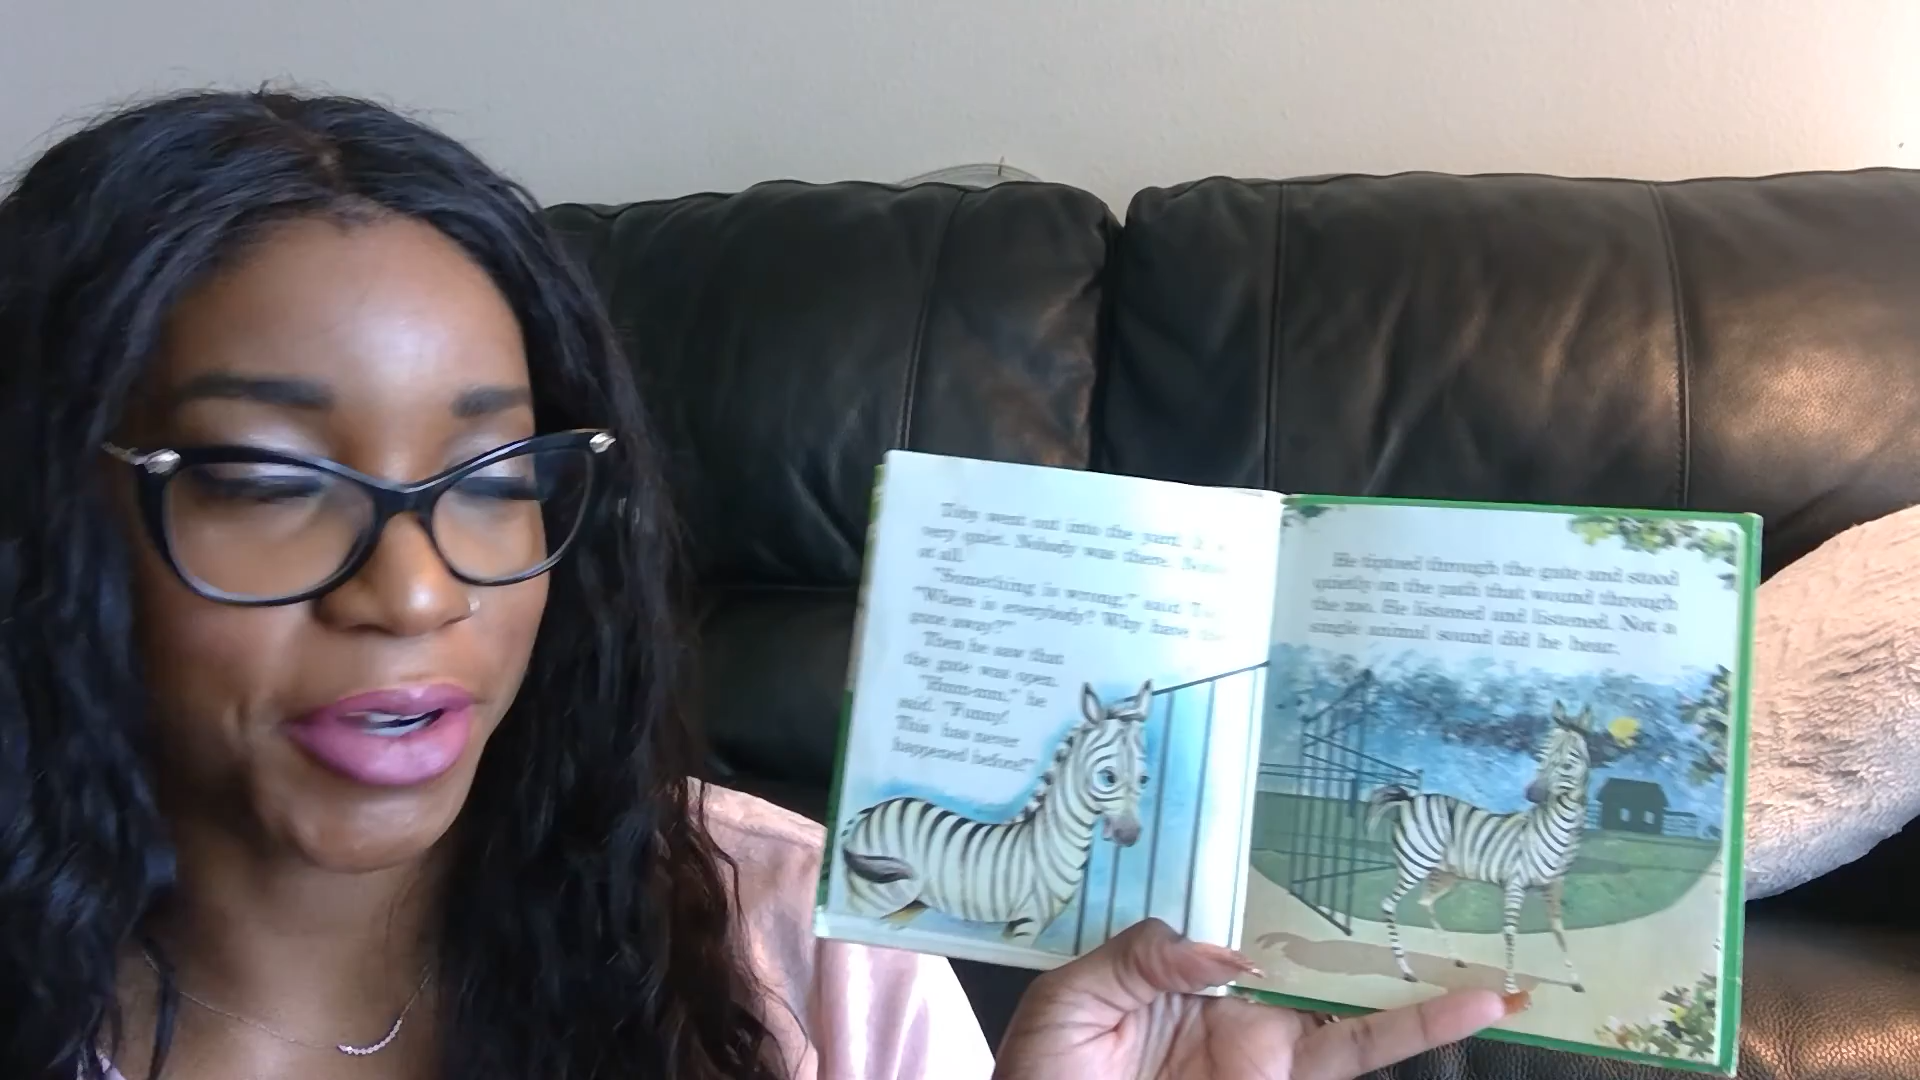 Toby went out into the yard. It
very quiet. Nobody was there.
at all.
"Something is wrong," said
"Where is everybody? Why have
gone away?"
Then he saw that
the gate was open.
"Hmm-mm," he
said. "Funny!
This has never
happened before!"
He tiptoed through the gate and stood
quietly on the path that wound through
the zoo. He listened and listened. Not a
single animal sound did he hear.